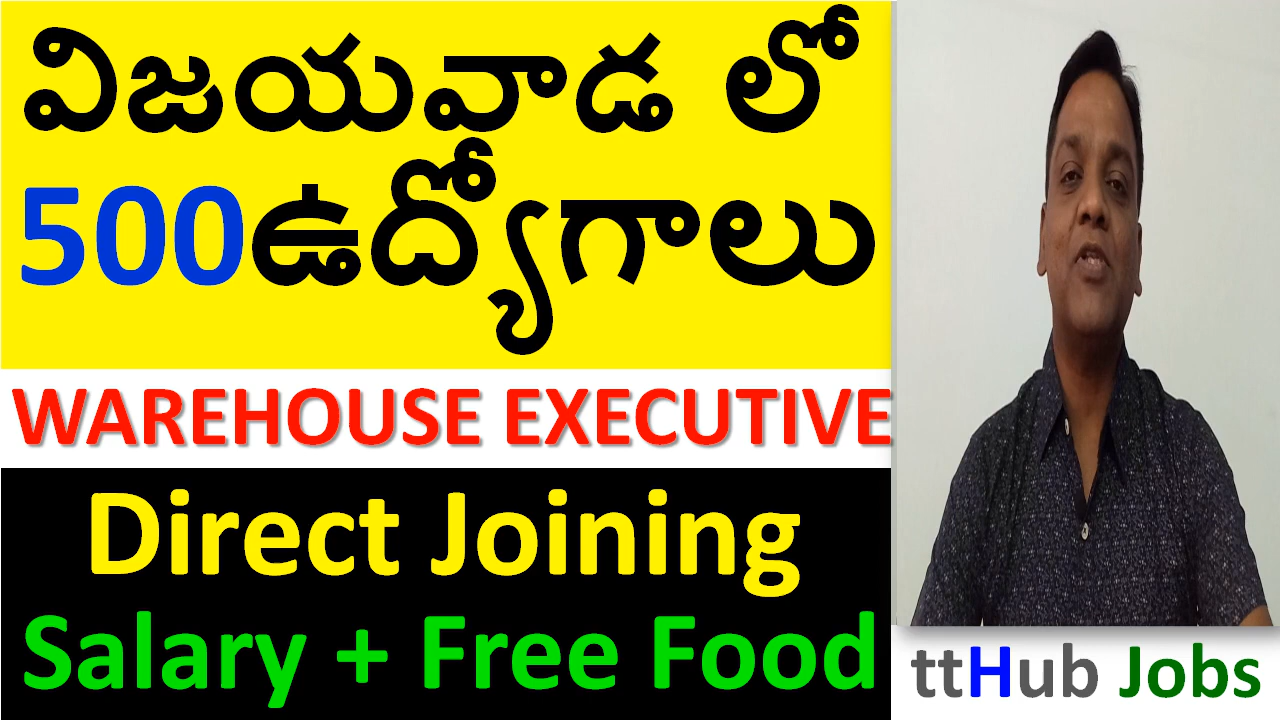 విజయవాడ లో
500ఉద్యోగాలు
WAREHOUSE EXECUTIVE
Direct Joining
Salary + Free Food
ttHub Jobs